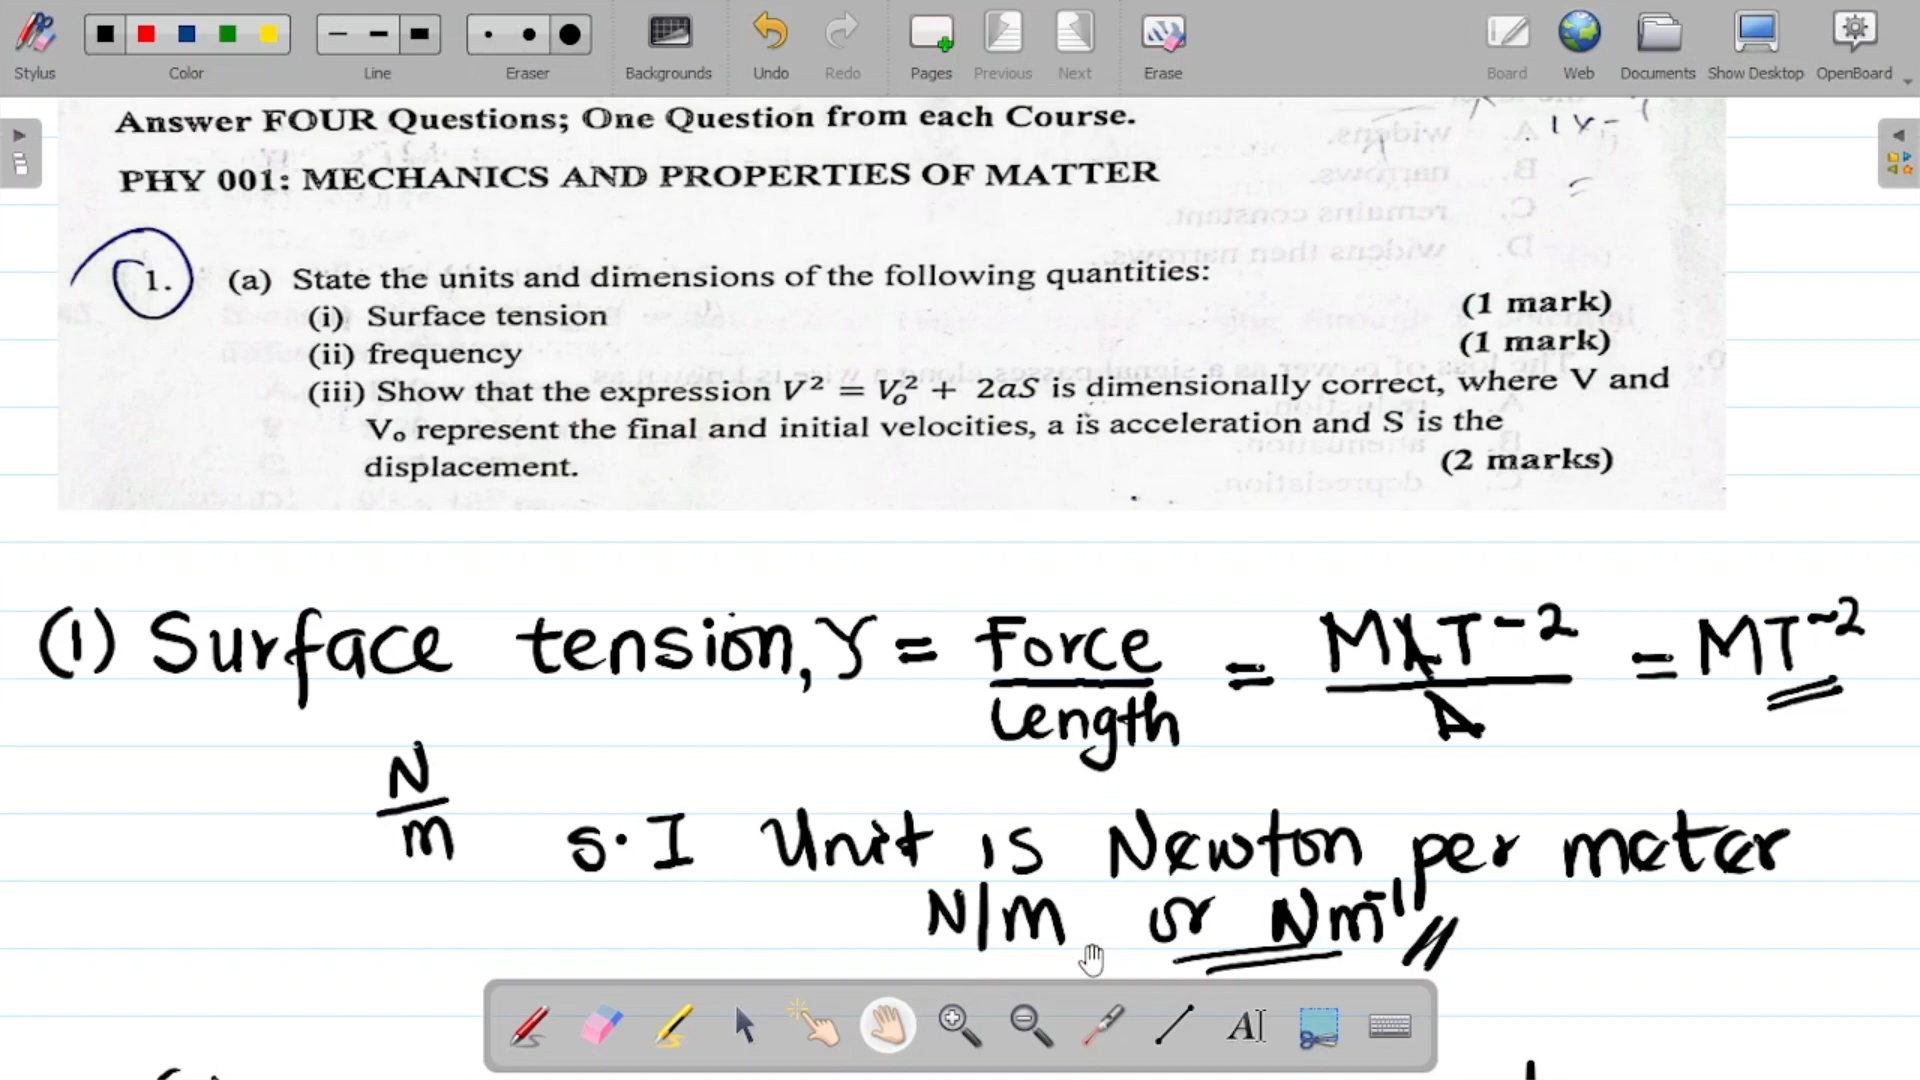 Stylus Color Line Eraser Backgrounds Undo Redo Pages Previous Next Erase Board Web Documents Show Desktop OpenBoard
Answer FOUR Questions; One Question from each Course.
PHY 001: MECHANICS AND PROPERTIES OF MATTER
1. (a) State the units and dimensions of the following quantities:
(i) Surface tension (1 mark)
(ii) frequency (1 mark)
(iii) Show that the expression V² = Vₒ² + 2aS is dimensionally correct, where V and
Vₒ represent the final and initial velocities, a is acceleration and S is the
displacement. (2 marks)
(1) Surface tension, γ = Force / Length = MLT⁻² / L = MT⁻²
N / m
S.I Unit is Newton per meter
N/m or Nm⁻¹